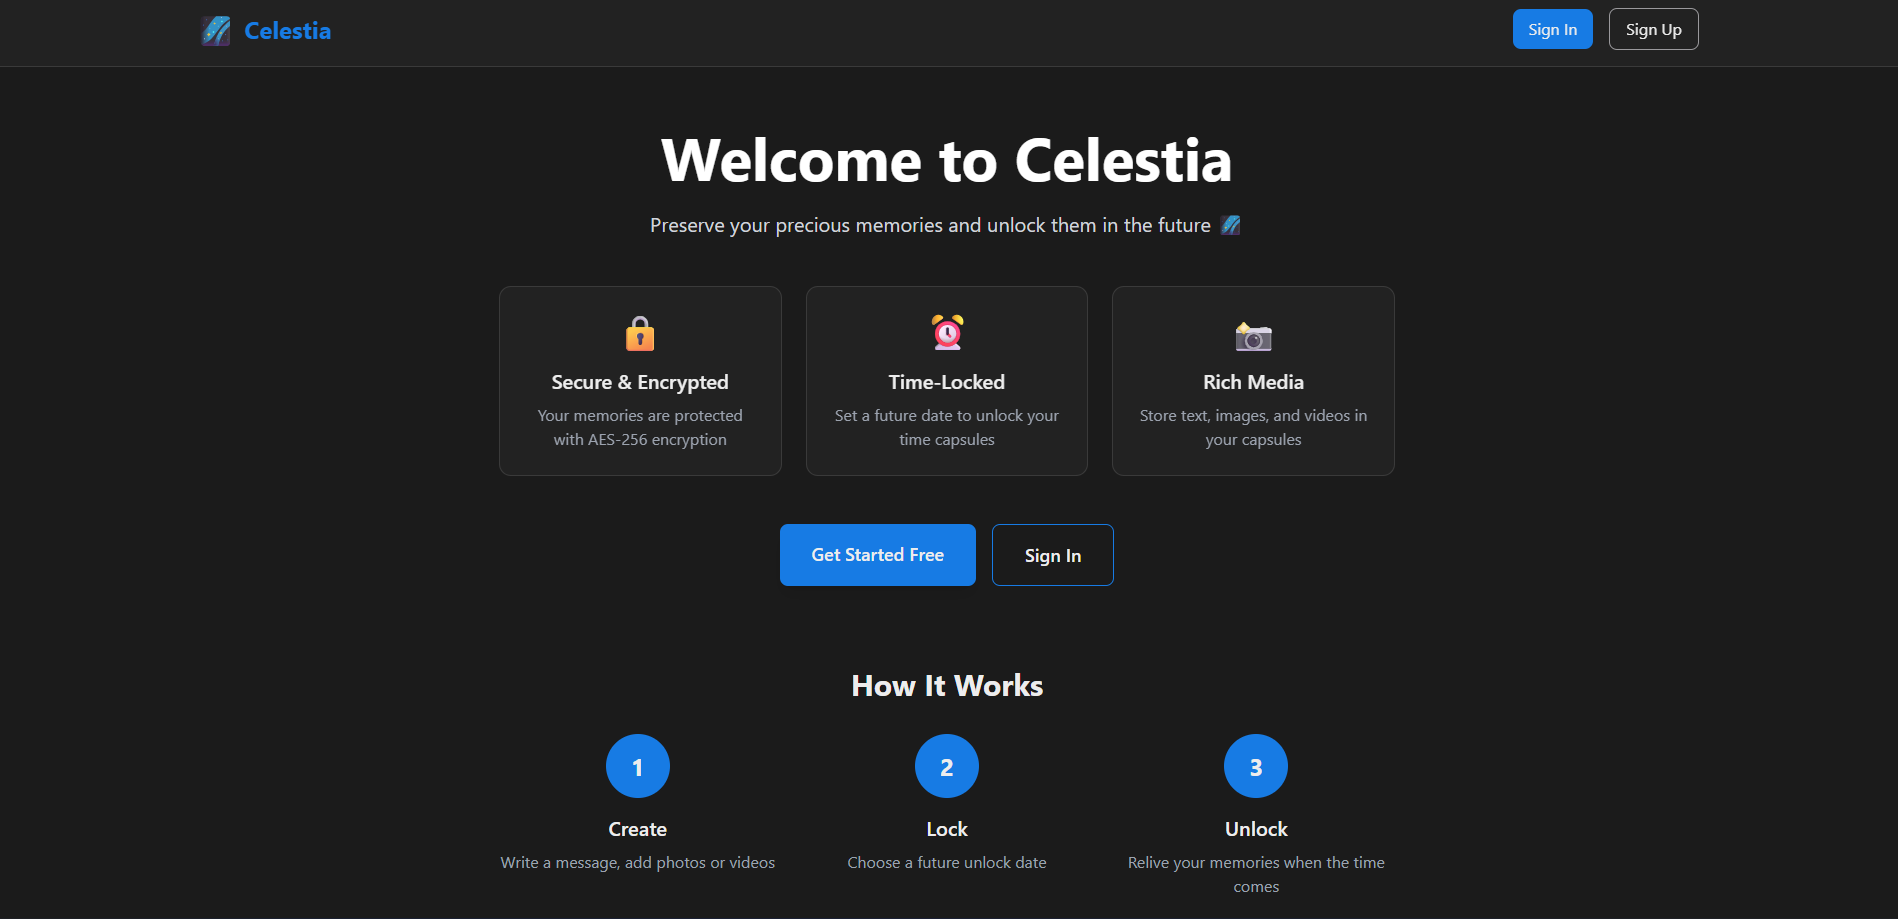 Celestia
Sign In
Sign Up
Welcome to Celestia
Preserve your precious memories and unlock them in the future
Secure & Encrypted
Your memories are protected
with AES-256 encryption
Time-Locked
Set a future date to unlock your
time capsules
Rich Media
Store text, images, and videos in
your capsules
Get Started Free
Sign In
How It Works
1
Create
Write a message, add photos or videos
2
Lock
Choose a future unlock date
3
Unlock
Relive your memories when the time
comes